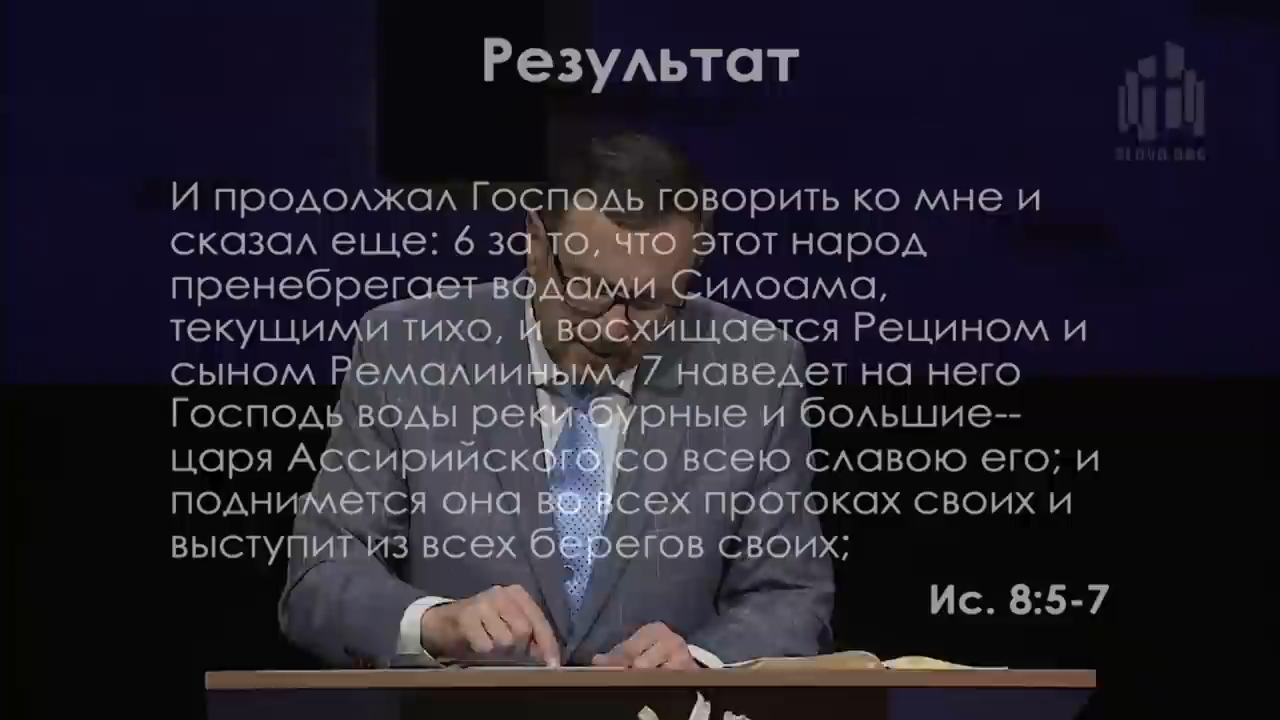 Результат
SLOVO.ORG
И продолжал Господь говорить ко мне и
сказал еще: 6 за то, что этот народ
пренебрегает водами Силоама,
текущими тихо, и восхищается Рецином и
сыном Ремалииным, 7 наведет на него
Господь воды реки бурные и большие--
царя Ассирийского со всею славою его; и
поднимется она во всех протоках своих и
выступит из всех берегов своих;
Ис. 8:5-7